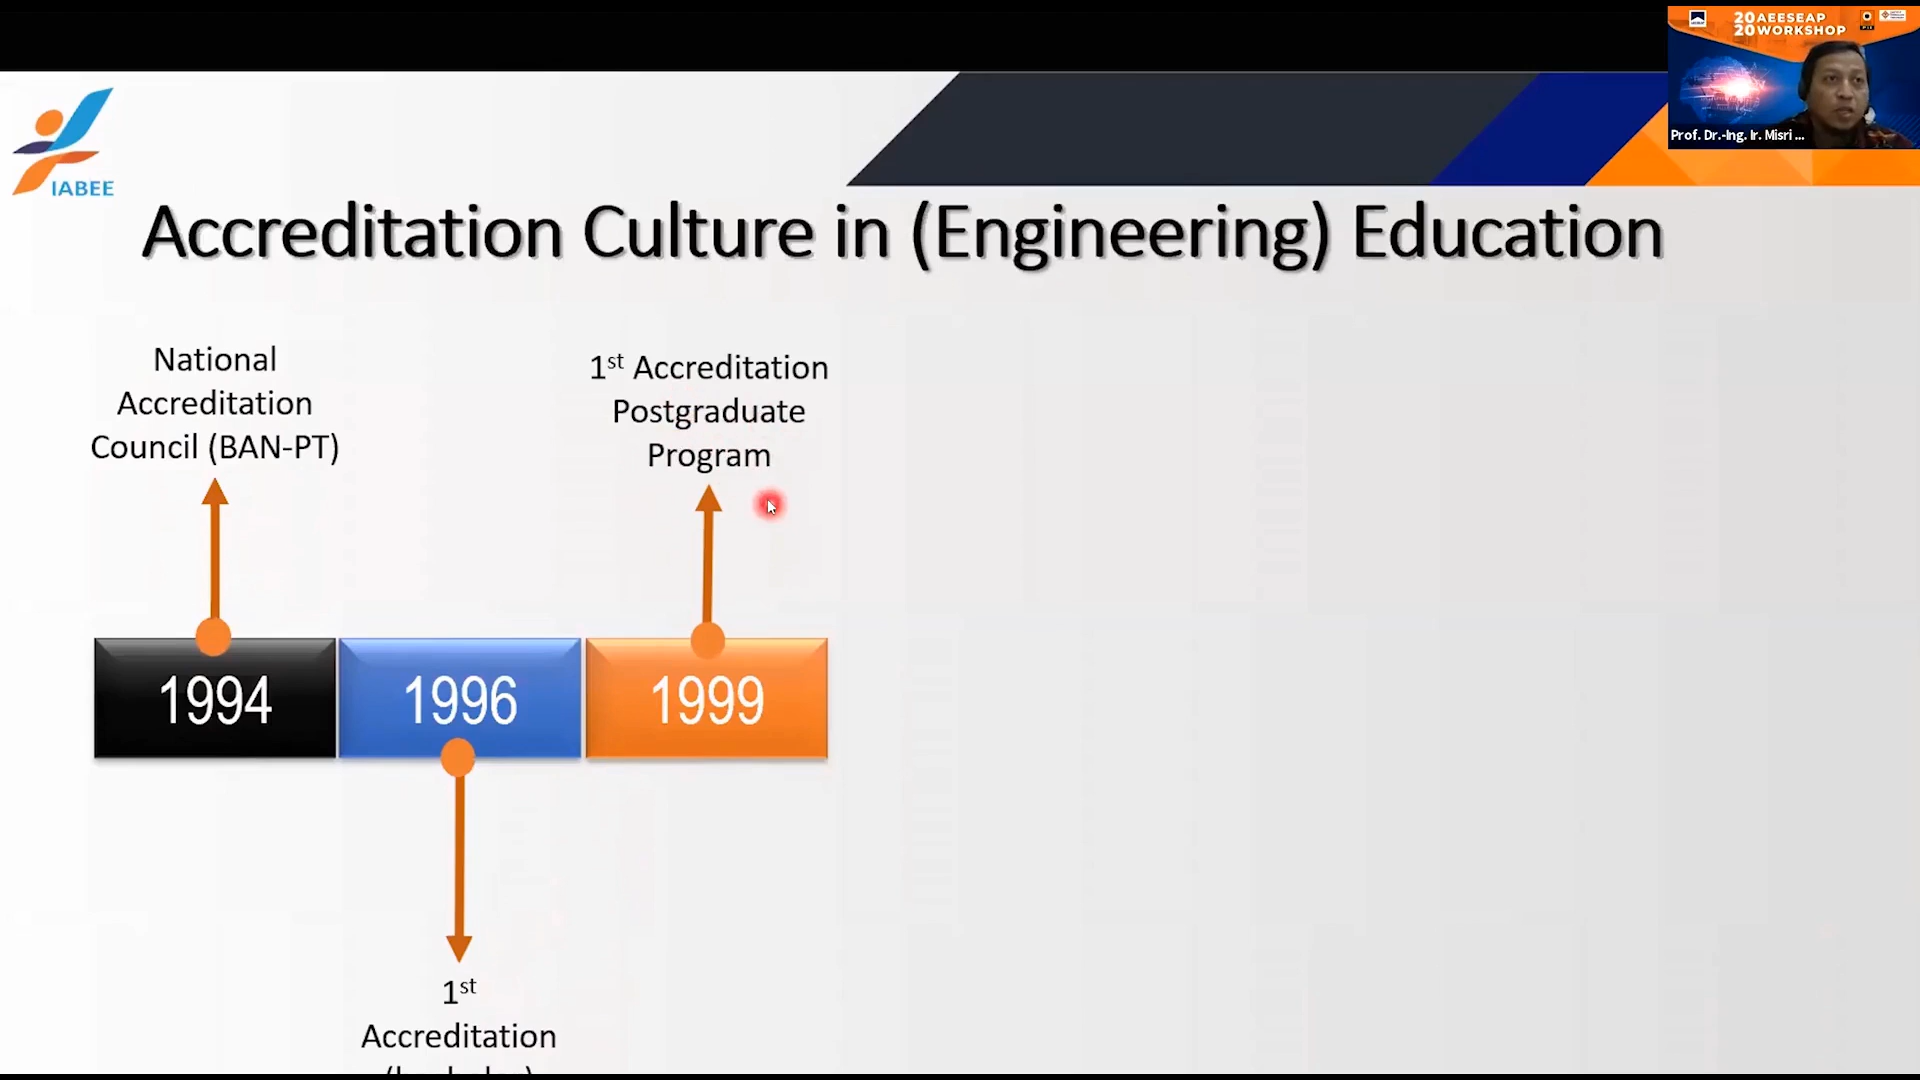 20 AEESEAP
20 WORKSHOP
Prof. Dr.-Ing. Ir. Misri ...
IABEE
Accreditation Culture in (Engineering) Education
National
Accreditation
Council (BAN-PT)
1st Accreditation
Postgraduate
Program
1994
1996
1999
1st
Accreditation